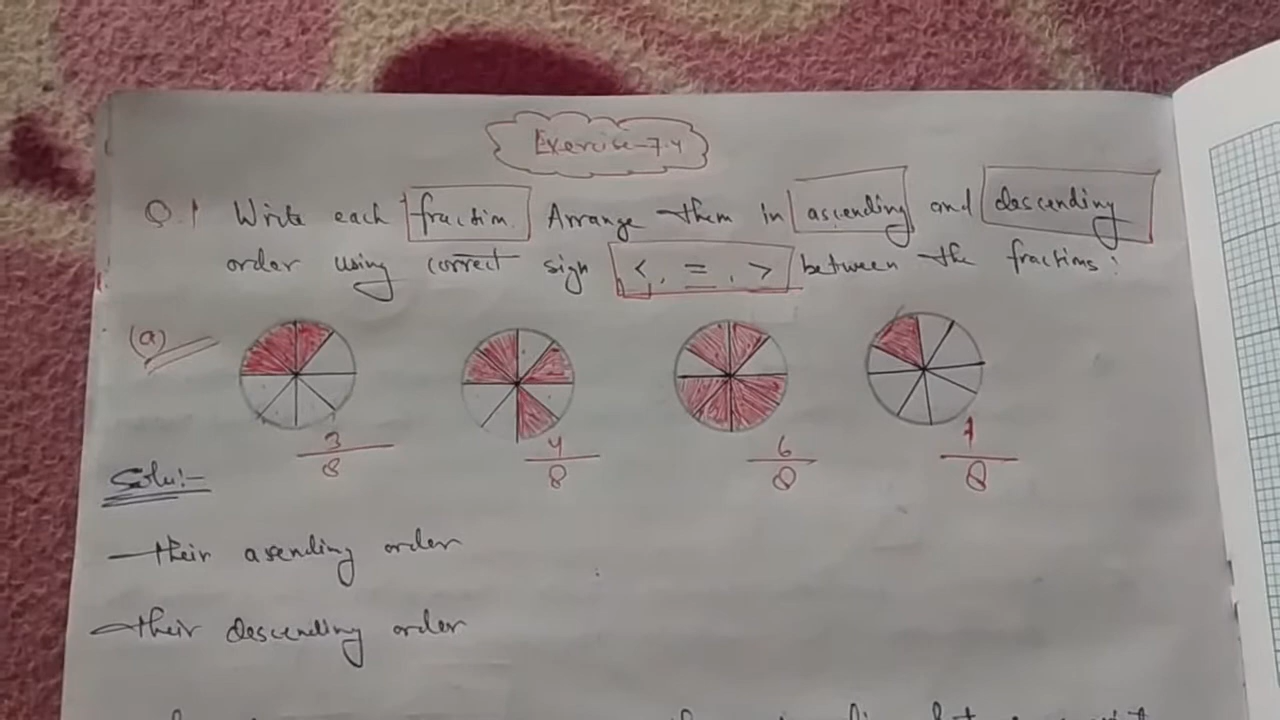 Exercise-7.4
Q.1 Write each fraction. Arrange them in ascending and descending
order using correct sign <, =, > between the fractions:
(a)
3/8 4/8 6/8 1/8
Solu:-
Their asending order
Their descending order